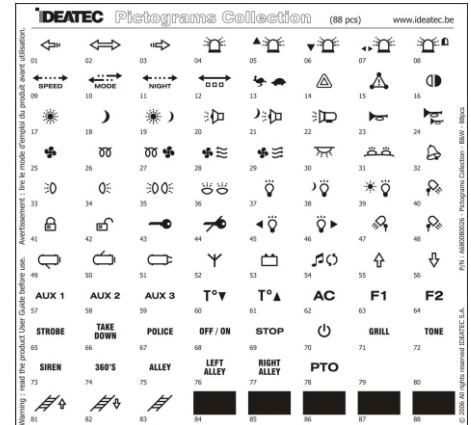 IDEATEC Pictograms Collection (88 pcs) www.ideatec.be
01 02 03 04 05 06 07 08
SPEED MODE NIGHT
09 10 11 12 13 14 15 16
17 18 19 20 21 22 23 24
25 26 27 28 29 30 31 32
33 34 35 36 37 38 39 40
41 42 43 44 45 46 47 48
49 50 51 52 53 54 55 56
AUX 1 AUX 2 AUX 3 T°▼ T°▲ AC F1 F2
57 58 59 60 61 62 63 64
STROBE TAKE DOWN POLICE OFF / ON STOP GRILL TONE
65 66 67 68 69 70 71 72
SIREN 360'S ALLEY LEFT ALLEY RIGHT ALLEY PTO
73 74 75 76 77 78 79 80
81 82 83 84 85 86 87 88
Warning : read the product User Guide before use. Avertissement : lire le mode d'emploi du produit avant utilisation.
© 2006 All rights reserved IDEATEC S.A. P/N : A6B00B0026 - Pictograms Collection - B&W - 88pcs